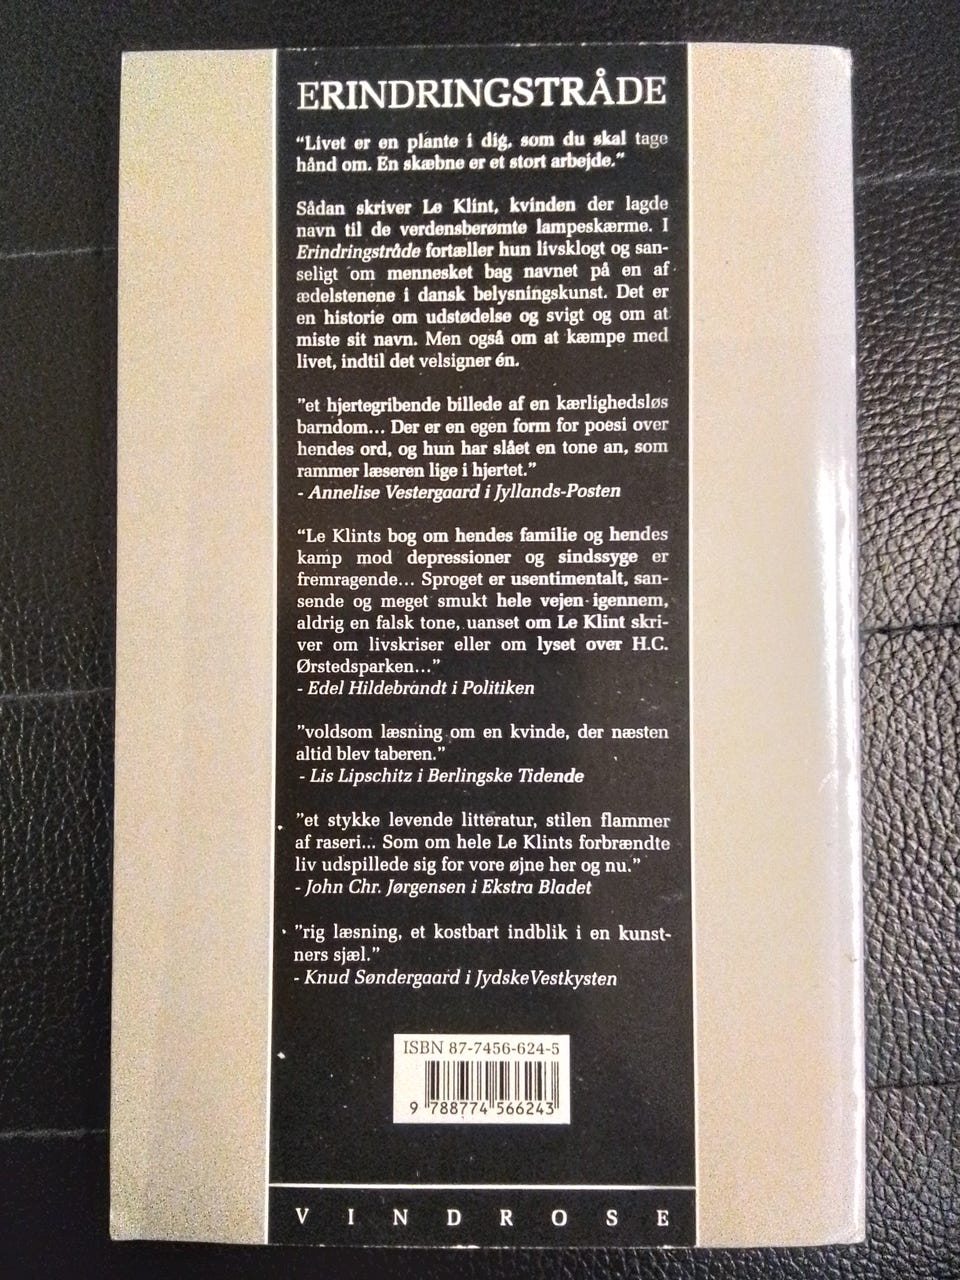 ERINDRINGSTRÅDE
"Livet er en plante i dig, som du skal tage
hånd om. En skæbne er et stort arbejde."
Sådan skriver Le Klint, kvinden der lagde
navn til de verdensberømte lampeskærme. I
Erindringstråde fortæller hun livsklogt og san-
seligt om mennesket bag navnet på en af
ædelstenene i dansk belysningskunst. Det er
en historie om udstødelse og svigt og om at
miste sit navn. Men også om at kæmpe med
livet, indtil det velsigner én.
"et hjertegribende billede af en kærlighedsløs
barndom... Der er en egen form for poesi over
hendes ord, og hun har slået en tone an, som
rammer læseren lige i hjertet."
- Annelise Vestergaard i Jyllands-Posten
"Le Klints bog om hendes familie og hendes
kamp mod depressioner og sindssyge er
fremragende... Sproget er usentimentalt, san-
sende og meget smukt hele vejen igennem,
aldrig en falsk tone, uanset om Le Klint skri-
ver om livskriser eller om lyset over H.C.
Ørstedsparken..."
- Edel Hildebrandt i Politiken
"voldsom læsning om en kvinde, der næsten
altid blev taberen."
- Lis Lipschitz i Berlingske Tidende
"et stykke levende litteratur, stilen flammer
af raseri... Som om hele Le Klints forbrændte
liv udspillede sig for vore øjne her og nu."
- John Chr. Jørgensen i Ekstra Bladet
"rig læsning, et kostbart indblik i en kunst-
ners sjæl."
- Knud Søndergaard i JydskeVestkysten
ISBN 87-7456-624-5
9 788774 566243
VINDROSE